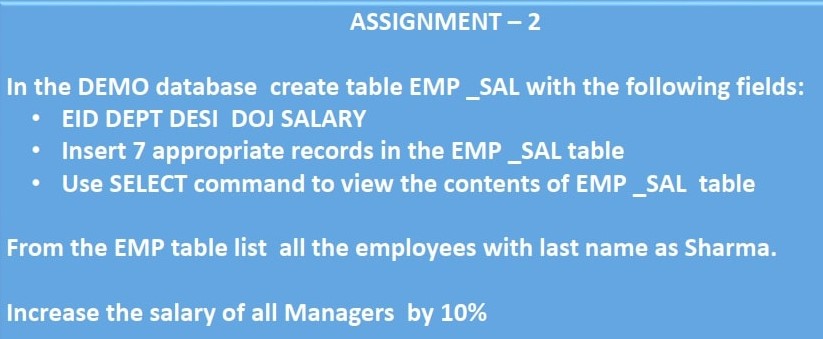 ASSIGNMENT – 2
In the DEMO database create table EMP _SAL with the following fields:
• EID DEPT DESI DOJ SALARY
• Insert 7 appropriate records in the EMP _SAL table
• Use SELECT command to view the contents of EMP _SAL table
From the EMP table list all the employees with last name as Sharma.
Increase the salary of all Managers by 10%